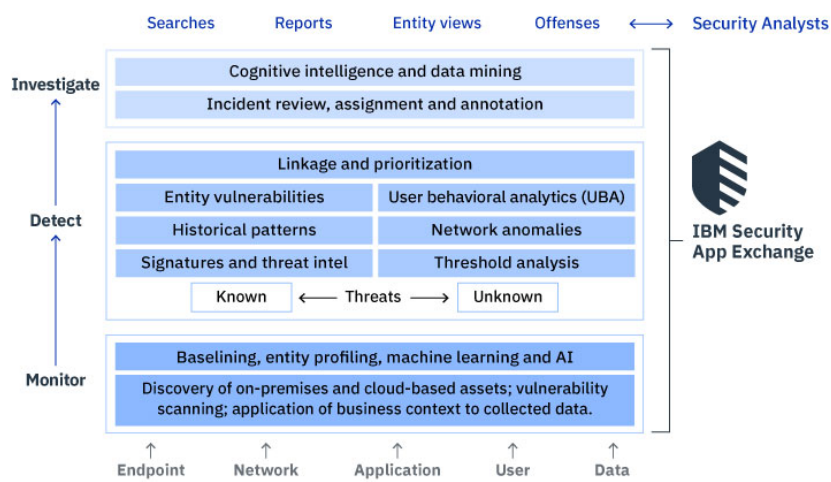 Searches Reports Entity views Offenses Security Analysts
Investigate
Cognitive intelligence and data mining
Incident review, assignment and annotation
Detect
Linkage and prioritization
Entity vulnerabilities User behavioral analytics (UBA)
Historical patterns Network anomalies
Signatures and threat intel Threshold analysis
Known Threats Unknown
Monitor
Baselining, entity profiling, machine learning and AI
Discovery of on-premises and cloud-based assets; vulnerability
scanning; application of business context to collected data.
Endpoint Network Application User Data
IBM Security
App Exchange